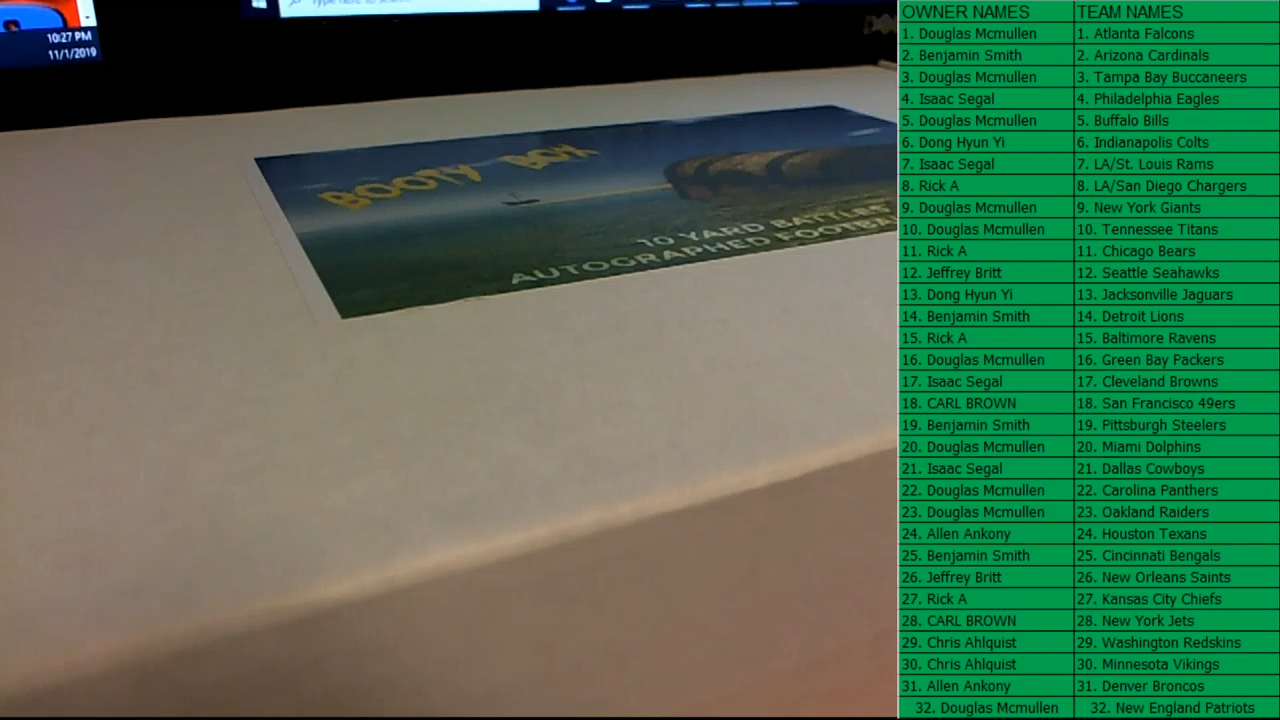 Type here to search
10:27 PM
11/1/2019
DELL
BOOTY BOX
10 YARD BATTLES
AUTOGRAPHED FOOTBA
OWNER NAMES TEAM NAMES
1. Douglas Mcmullen 1. Atlanta Falcons
2. Benjamin Smith 2. Arizona Cardinals
3. Douglas Mcmullen 3. Tampa Bay Buccaneers
4. Isaac Segal 4. Philadelphia Eagles
5. Douglas Mcmullen 5. Buffalo Bills
6. Dong Hyun Yi 6. Indianapolis Colts
7. Isaac Segal 7. LA/St. Louis Rams
8. Rick A 8. LA/San Diego Chargers
9. Douglas Mcmullen 9. New York Giants
10. Douglas Mcmullen 10. Tennessee Titans
11. Rick A 11. Chicago Bears
12. Jeffrey Britt 12. Seattle Seahawks
13. Dong Hyun Yi 13. Jacksonville Jaguars
14. Benjamin Smith 14. Detroit Lions
15. Rick A 15. Baltimore Ravens
16. Douglas Mcmullen 16. Green Bay Packers
17. Isaac Segal 17. Cleveland Browns
18. CARL BROWN 18. San Francisco 49ers
19. Benjamin Smith 19. Pittsburgh Steelers
20. Douglas Mcmullen 20. Miami Dolphins
21. Isaac Segal 21. Dallas Cowboys
22. Douglas Mcmullen 22. Carolina Panthers
23. Douglas Mcmullen 23. Oakland Raiders
24. Allen Ankony 24. Houston Texans
25. Benjamin Smith 25. Cincinnati Bengals
26. Jeffrey Britt 26. New Orleans Saints
27. Rick A 27. Kansas City Chiefs
28. CARL BROWN 28. New York Jets
29. Chris Ahlquist 29. Washington Redskins
30. Chris Ahlquist 30. Minnesota Vikings
31. Allen Ankony 31. Denver Broncos
32. Douglas Mcmullen 32. New England Patriots